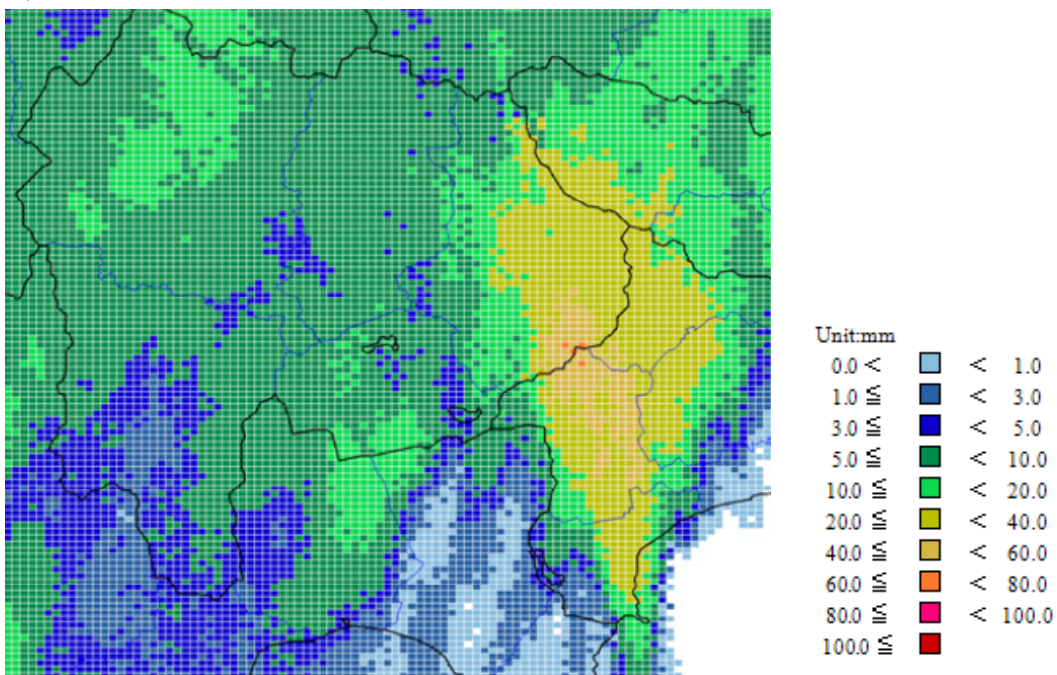 Unit:mm
0.0 < < 1.0
1.0 ≦ < 3.0
3.0 ≦ < 5.0
5.0 ≦ < 10.0
10.0 ≦ < 20.0
20.0 ≦ < 40.0
40.0 ≦ < 60.0
60.0 ≦ < 80.0
80.0 ≦ < 100.0
100.0 ≦